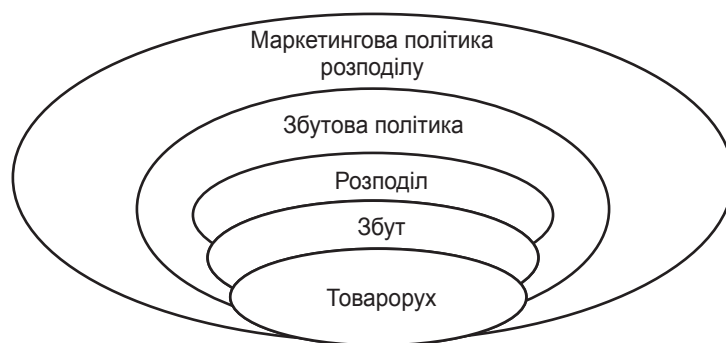 Маркетингова політика
розподілу
Збутова політика
Розподіл
Збут
Товарорух